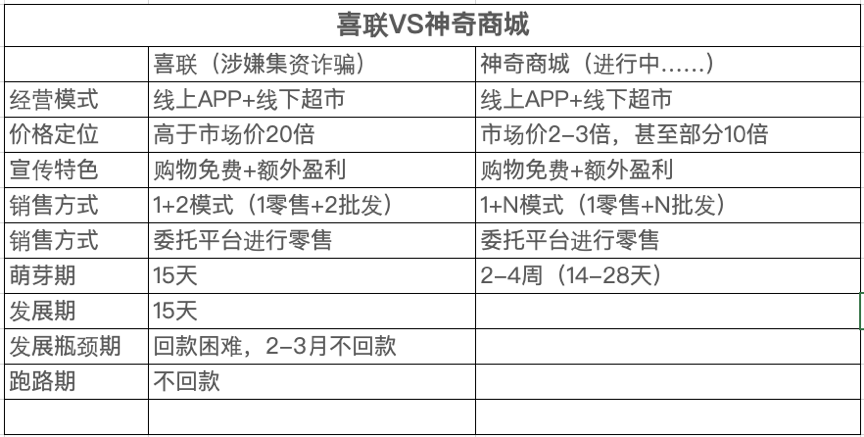 喜联VS神奇商城
喜联（涉嫌集资诈骗） 神奇商城（进行中……）
经营模式 线上APP+线下超市 线上APP+线下超市
价格定位 高于市场价20倍 市场价2-3倍，甚至部分10倍
宣传特色 购物免费+额外盈利 购物免费+额外盈利
销售方式 1+2模式（1零售+2批发） 1+N模式（1零售+N批发）
销售方式 委托平台进行零售 委托平台进行零售
萌芽期 15天 2-4周（14-28天）
发展期 15天
发展瓶颈期 回款困难，2-3月不回款
跑路期 不回款